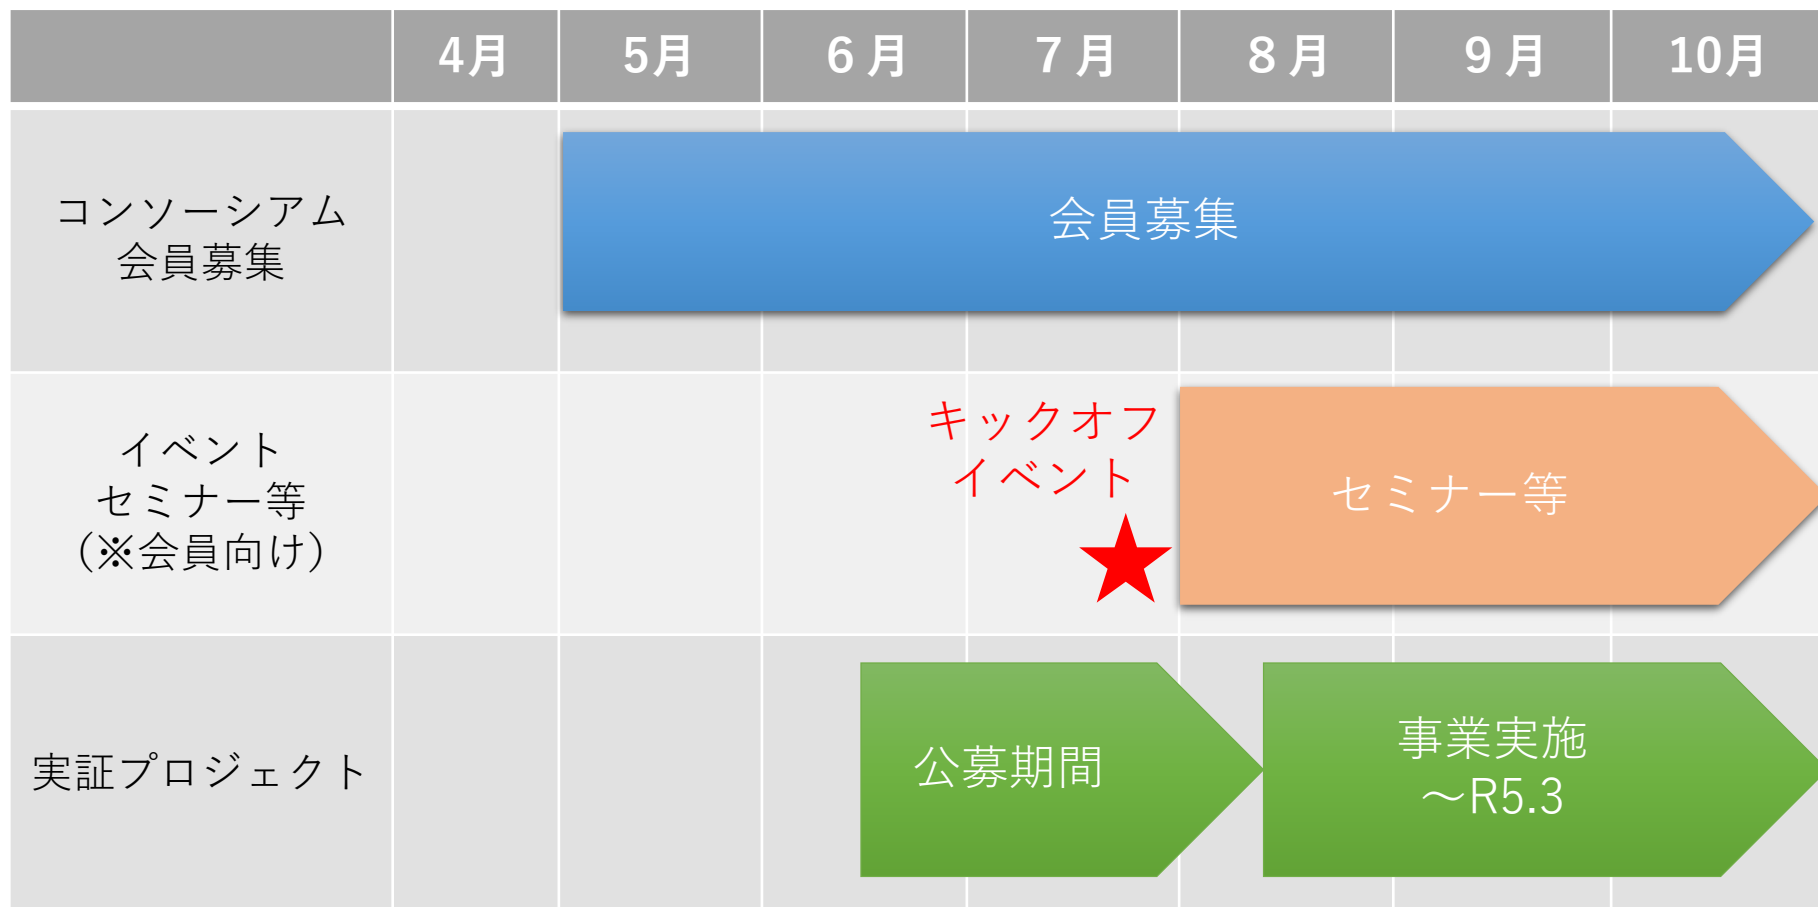 4月 5月 6月 7月 8月 9月 10月
コンソーシアム
会員募集
会員募集
イベント
セミナー等
（※会員向け）
キックオフ
イベント
セミナー等
実証プロジェクト
公募期間
事業実施
～R5.3